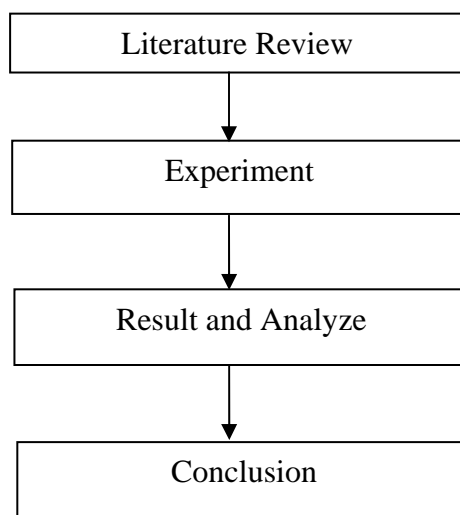 Literature Review
Experiment
Result and Analyze
Conclusion